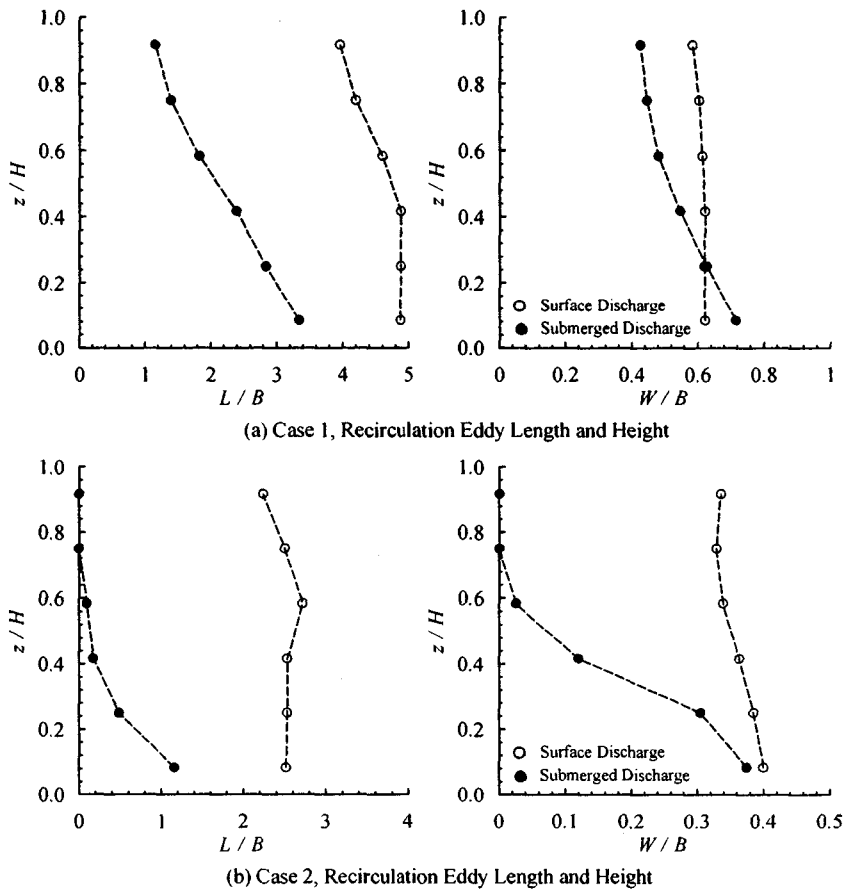 1.0
0.8
0.6
0.4
0.2
0.0
z / H
0 1 2 3 4 5
L / B
1.0
0.8
0.6
0.4
0.2
0.0
z / H
Surface Discharge
Submerged Discharge
0 0.2 0.4 0.6 0.8 1
W / B
(a) Case 1, Recirculation Eddy Length and Height
1.0
0.8
0.6
0.4
0.2
0.0
z / H
0 1 2 3 4
L / B
1.0
0.8
0.6
0.4
0.2
0.0
z / H
Surface Discharge
Submerged Discharge
0 0.1 0.2 0.3 0.4 0.5
W / B
(b) Case 2, Recirculation Eddy Length and Height